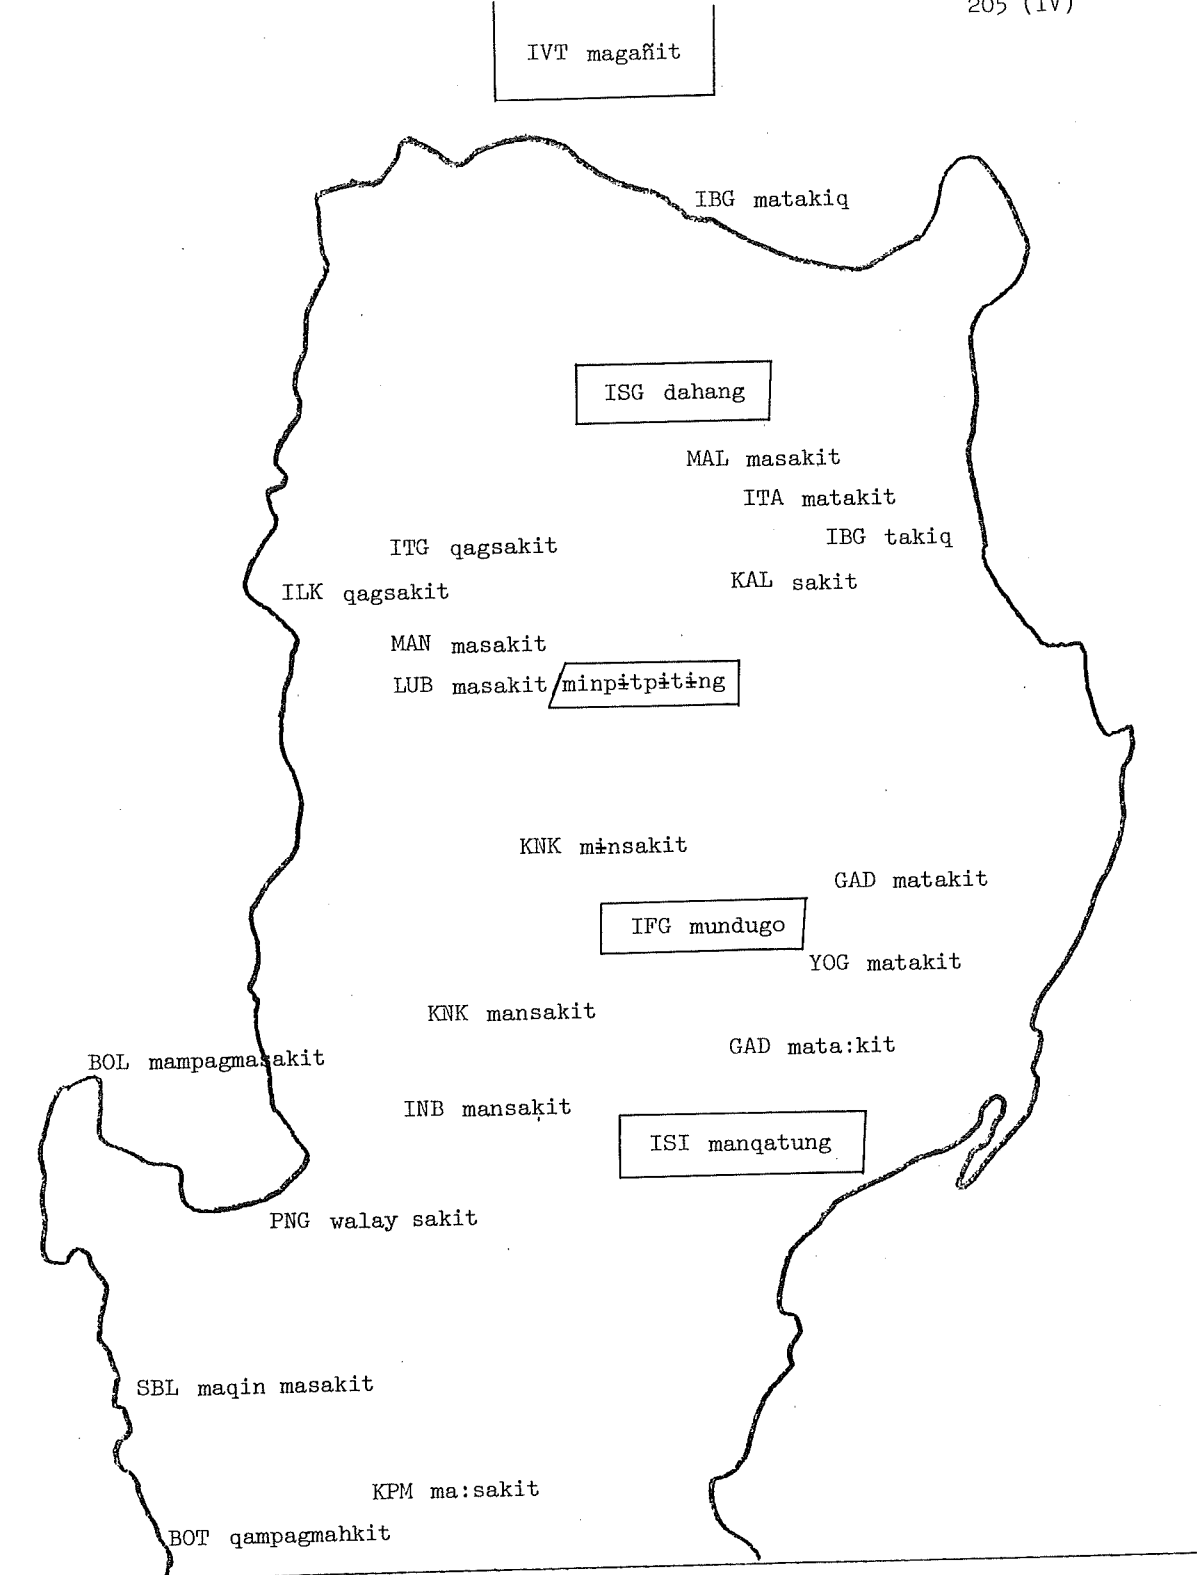 205 (IV)
IVT magañit
IBG matakiq
ISG dahang
MAL masakit
ITA matakit
IBG takiq
ITG qagsakit
KAL sakit
ILK qagsakit
MAN masakit
LUB masakit/minpɨtpɨtɨng
KNK mɨnsakit
GAD matakit
IFG mundugo
YOG matakit
KNK mansakit
GAD mata:kit
BOL mampagmasakit
INB mansaḳit
ISI manqatung
PNG walay sakit
SBL maqin masakit
KPM ma:sakit
BOT qampagmahkit